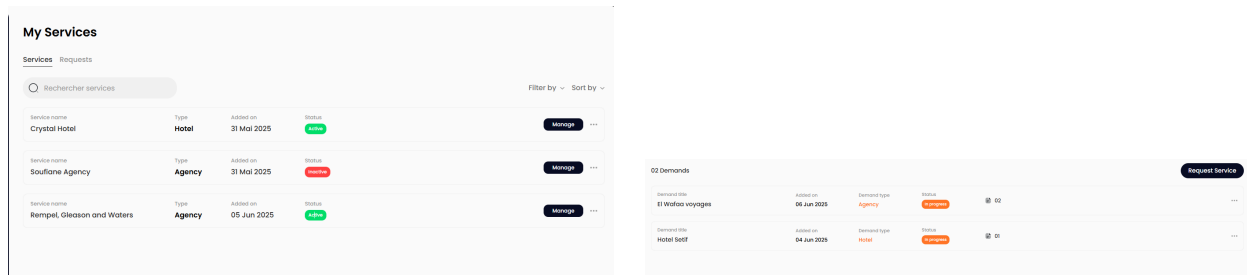 My Services
Services Requests
Rechercher services
Filter by Sort by
Service name Type Added on Status
Crystal Hotel Hotel 31 Mai 2025 Active Manage
Service name Type Added on Status
Soufiane Agency Agency 31 Mai 2025 Inactive Manage
Service name Type Added on Status
Rempel, Gleason and Waters Agency 05 Jun 2025 Active Manage
02 Demands Request Service
Demand title Added on Demand type Status
El Wafaa voyages 06 Jun 2025 Agency In progress 02
Demand title Added on Demand type Status
Hotel Setif 04 Jun 2025 Hotel In progress 01